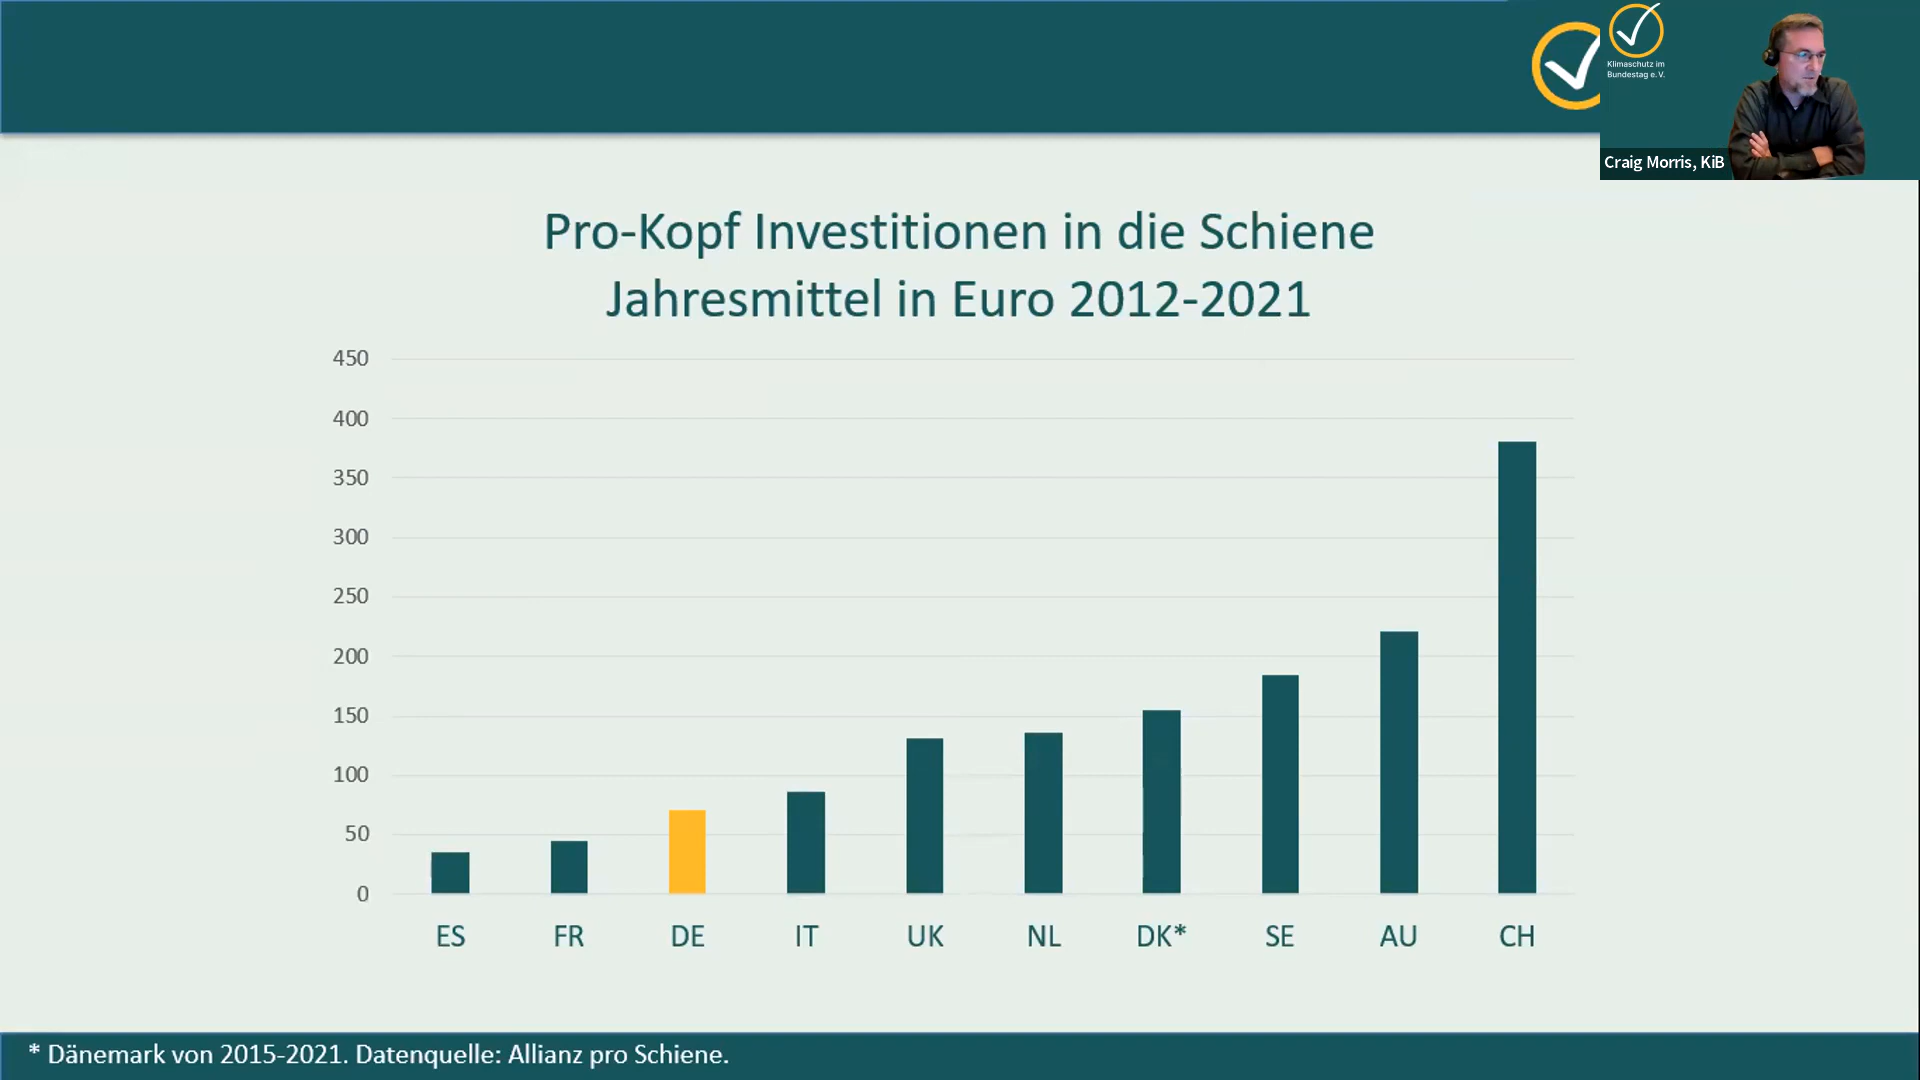 Klimaschutz im
Bundestag e. V.
Craig Morris, KiB
Pro-Kopf Investitionen in die Schiene
Jahresmittel in Euro 2012-2021
450
400
350
300
250
200
150
100
50
0
ES FR DE IT UK NL DK* SE AU CH
* Dänemark von 2015-2021. Datenquelle: Allianz pro Schiene.